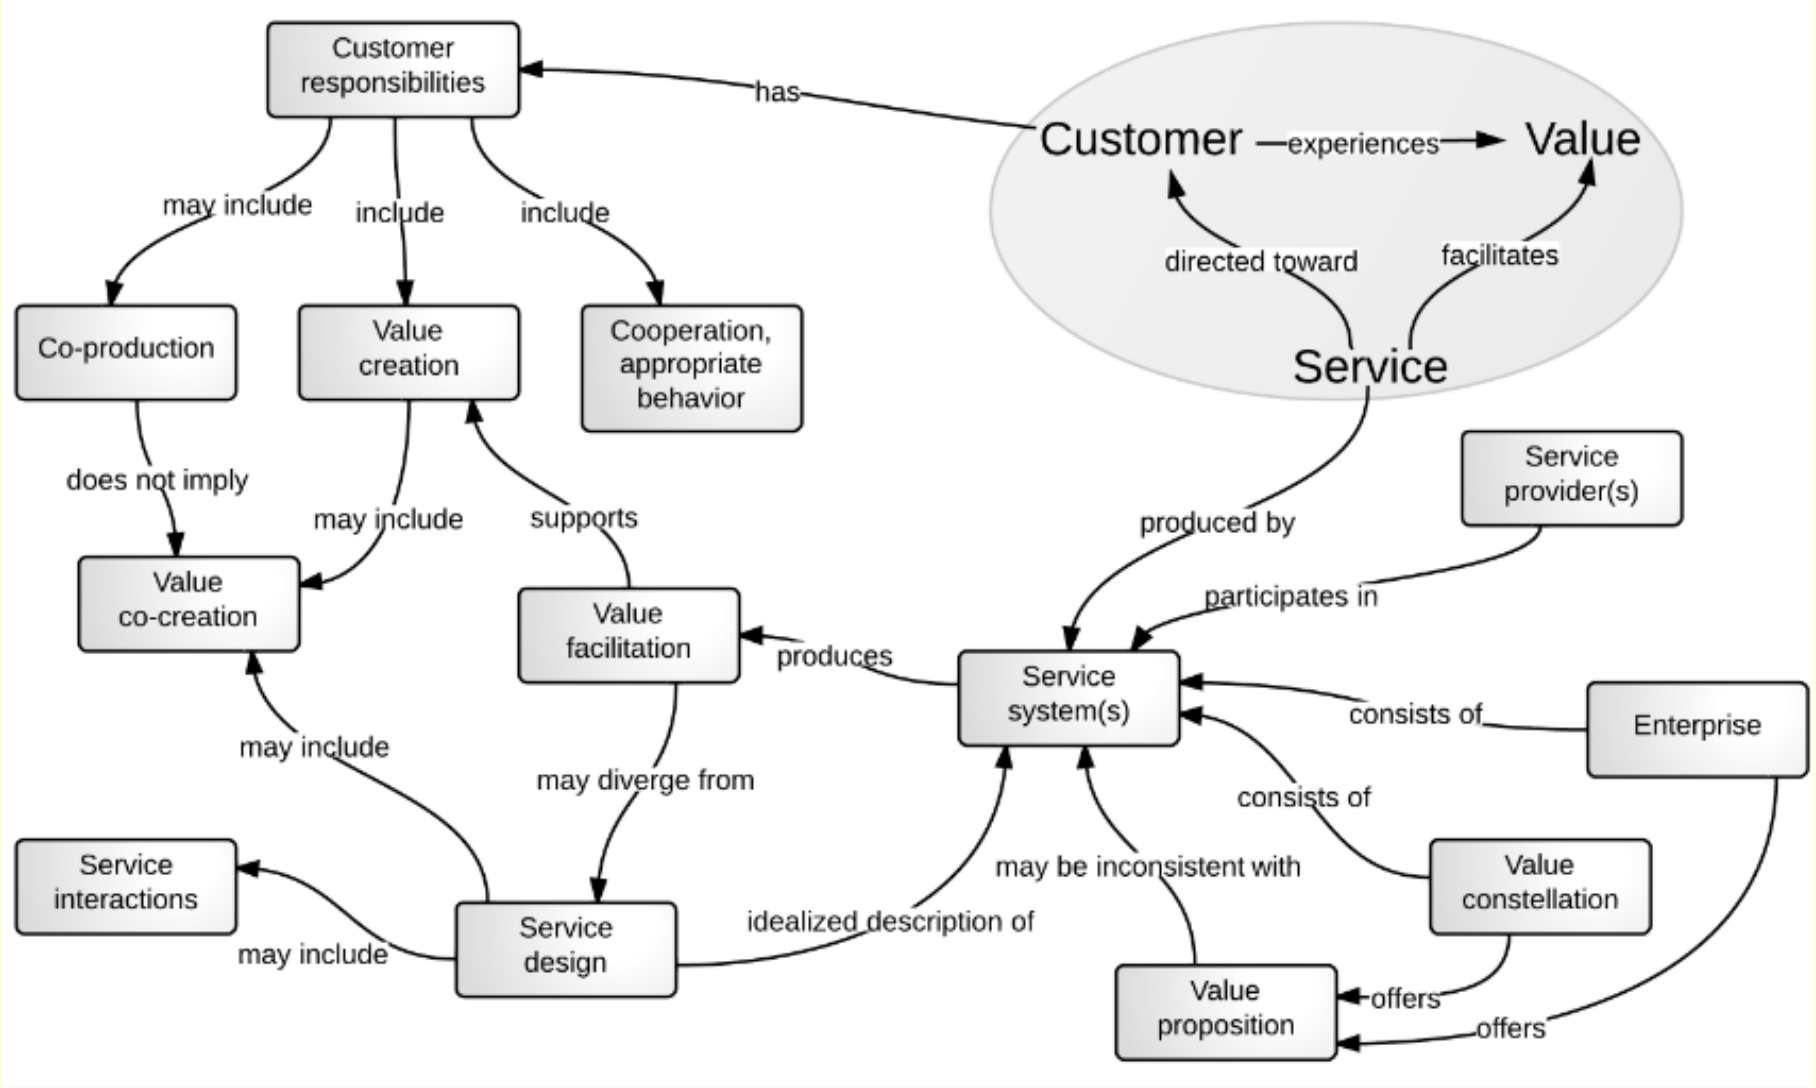 Customer
responsibilities
has
Customer
experiences
Value
may include
include
include
directed toward
facilitates
Co-production
Value
creation
Cooperation,
appropriate
behavior
Service
does not imply
may include
supports
produced by
Service
provider(s)
Value
co-creation
Value
facilitation
produces
participates in
Service
system(s)
consists of
Enterprise
may include
may diverge from
consists of
Service
interactions
may include
Service
design
idealized description of
may be inconsistent with
Value
constellation
Value
proposition
offers
offers